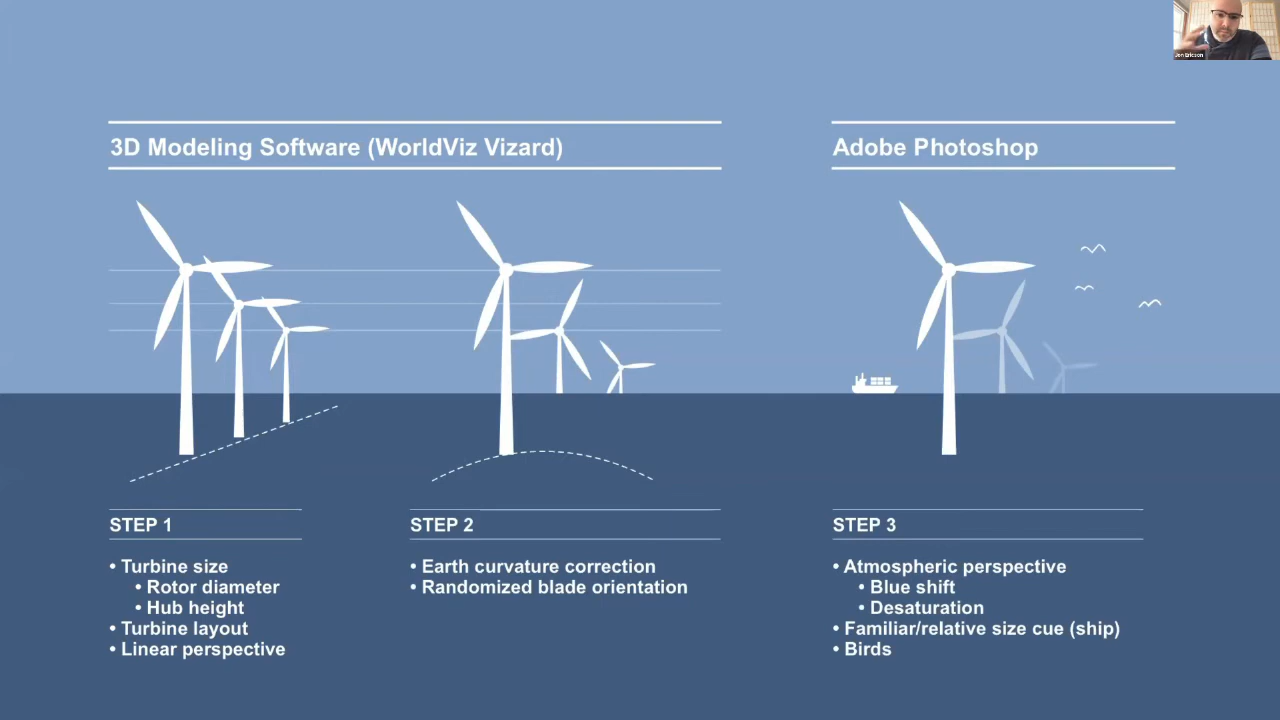 Jon Ericson
3D Modeling Software (WorldViz Vizard)
Adobe Photoshop
STEP 1
• Turbine size
• Rotor diameter
• Hub height
• Turbine layout
• Linear perspective
STEP 2
• Earth curvature correction
• Randomized blade orientation
STEP 3
• Atmospheric perspective
• Blue shift
• Desaturation
• Familiar/relative size cue (ship)
• Birds